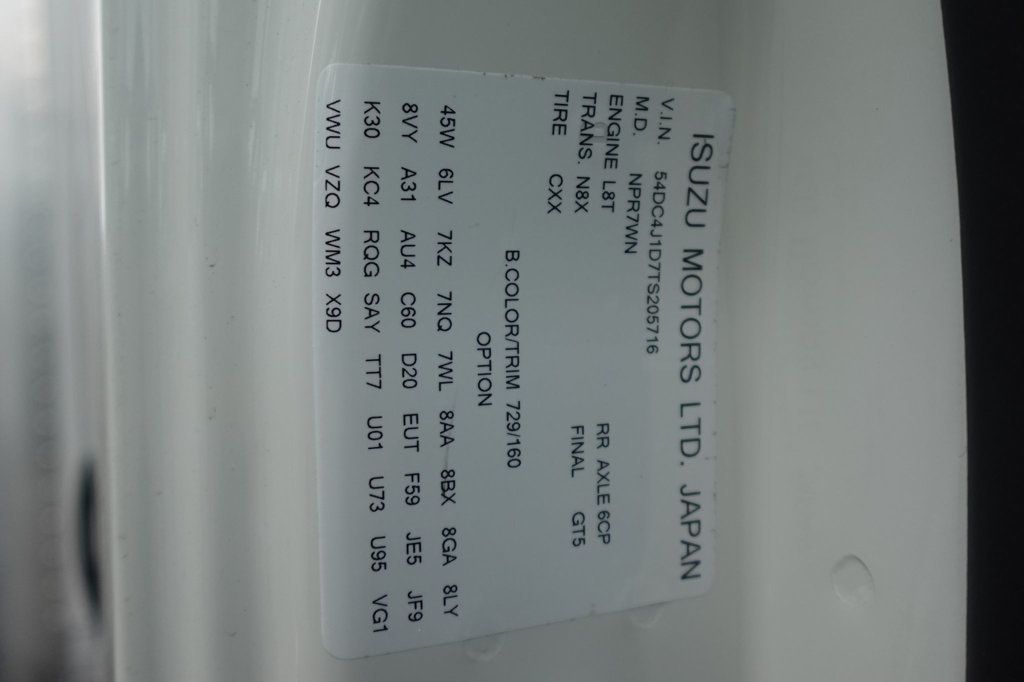 ISUZU MOTORS LTD. JAPAN
V.I.N. 54DC4J1D7TS205716
M.D. NPR7WN
ENGINE L8T RR AXLE 6CP
TRANS. N8X FINAL GT5
TIRE CXX
B.COLOR/TRIM 729/160
OPTION
45W 6LV 7KZ 7NQ 7WL 8AA 8BX 8GA 8LY
8VY A31 AU4 C60 D20 EUT F59 JE5 JF9
K30 KC4 RQG SAY TT7 U01 U73 U95 VG1
VWU VZQ WM3 X9D